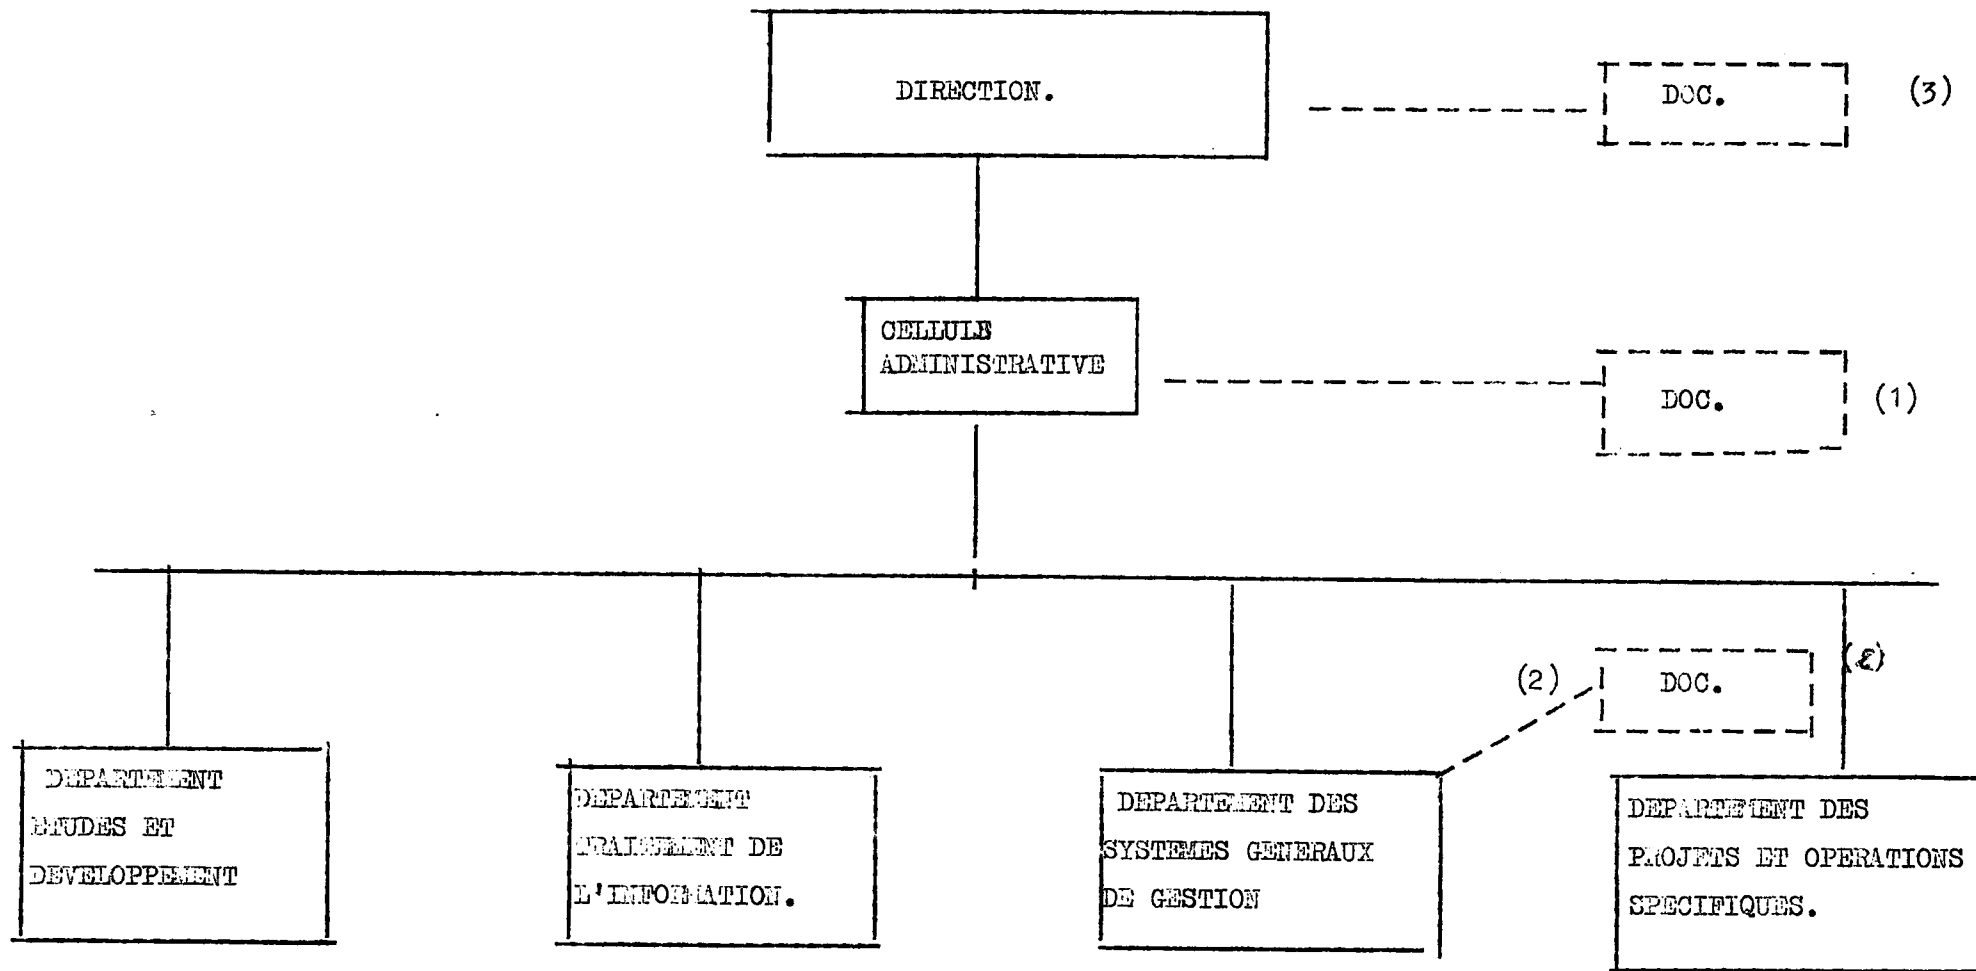 DIRECTION.
DOC. (3)
CELLULE
ADMINISTRATIVE
DOC. (1)
(2) DOC.
DEPARTEMENT
ETUDES ET
DEVELOPPEMENT
DEPARTEMENT
TRAITEMENT DE
L'INFORMATION.
DEPARTEMENT DES
SYSTEMES GENERAUX
DE GESTION
DEPARTEMENT DES
PROJETS ET OPERATIONS
SPECIFIQUES.